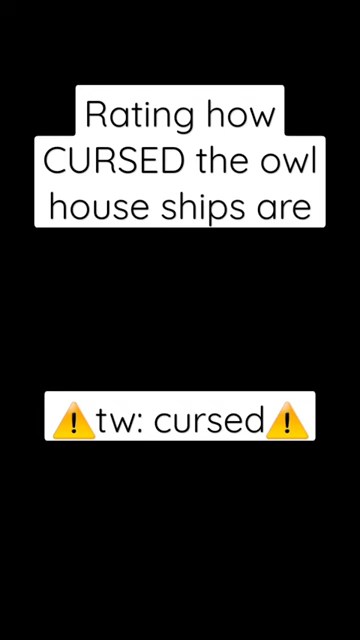 Rating how
CURSED the owl
house ships are
⚠️tw: cursed⚠️